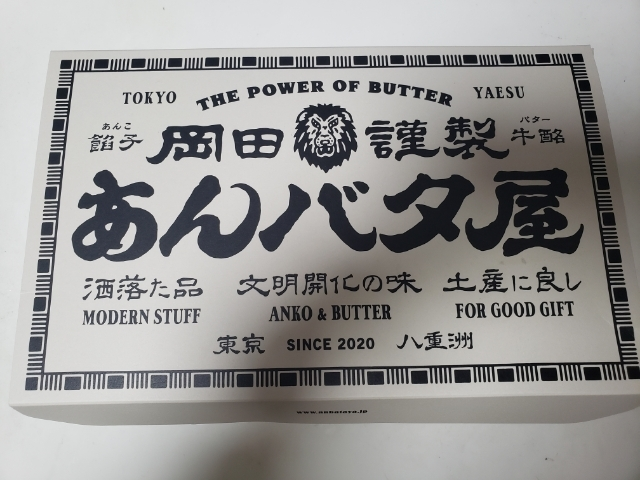 THE POWER OF BUTTER
TOKYO YAESU
あんこ バター
餡子 岡田謹製 牛酪
あんバタ屋
洒落た品 文明開化の味 土産に良し
MODERN STUFF ANKO & BUTTER FOR GOOD GIFT
東京 SINCE 2020 八重洲